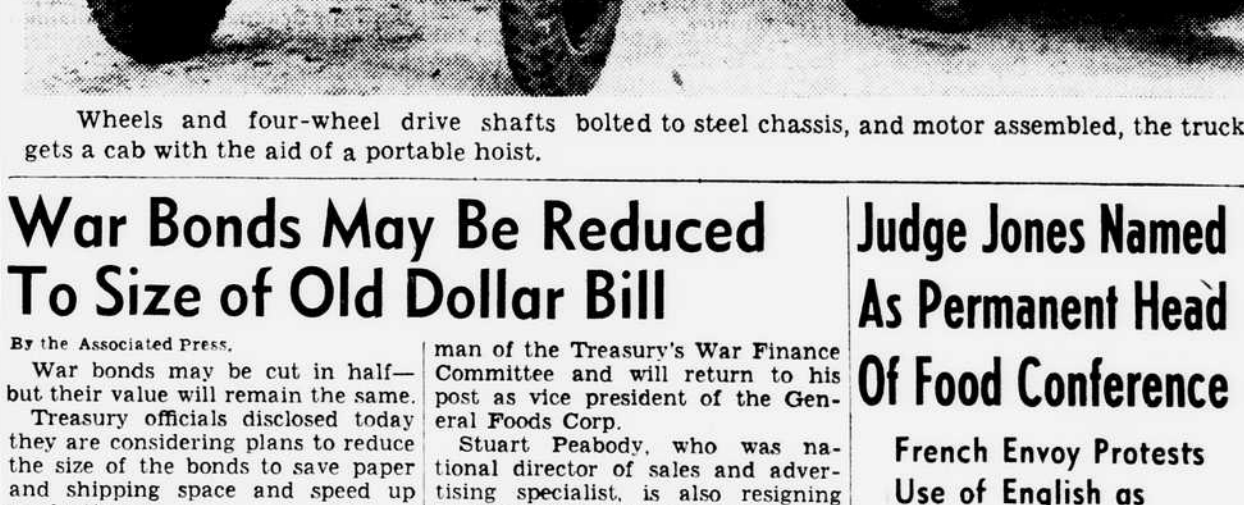 Wheels and four-wheel drive shafts bolted to steel chassis, and motor assembled, the truck
gets a cab with the aid of a portable hoist.
War Bonds May Be Reduced
To Size of Old Dollar Bill
By the Associated Press.
War bonds may be cut in half—
but their value will remain the same.
Treasury officials disclosed today
they are considering plans to reduce
the size of the bonds to save paper
and shipping space and speed up
man of the Treasury's War Finance
Committee and will return to his
post as vice president of the Gen-
eral Foods Corp.
Stuart Peabody, who was na-
tional director of sales and adver-
tising specialist, is also resigning
Judge Jones Named
As Permanent Head
Of Food Conference
French Envoy Protests
Use of English as